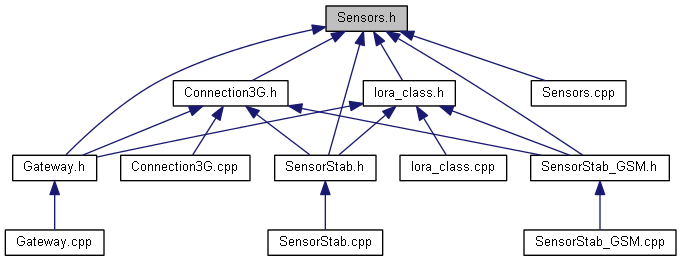 Sensors.h
Connection3G.h
lora_class.h
Sensors.cpp
Gateway.h
Connection3G.cpp
SensorStab.h
lora_class.cpp
SensorStab_GSM.h
Gateway.cpp
SensorStab.cpp
SensorStab_GSM.cpp